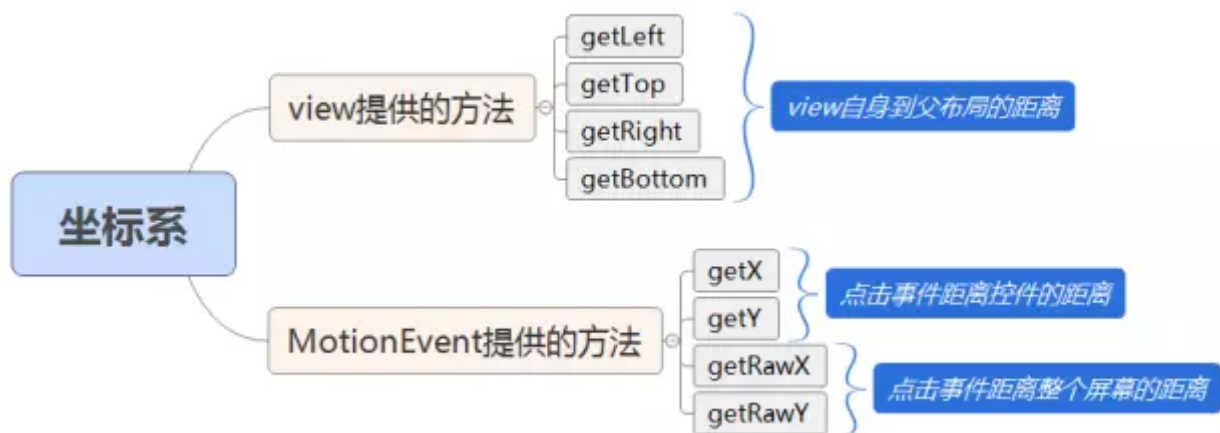 坐标系
view提供的方法
getLeft
getTop
getRight
getBottom
view自身到父布局的距离
MotionEvent提供的方法
getX
getY
点击事件距离控件的距离
getRawX
getRawY
点击事件距离整个屏幕的距离